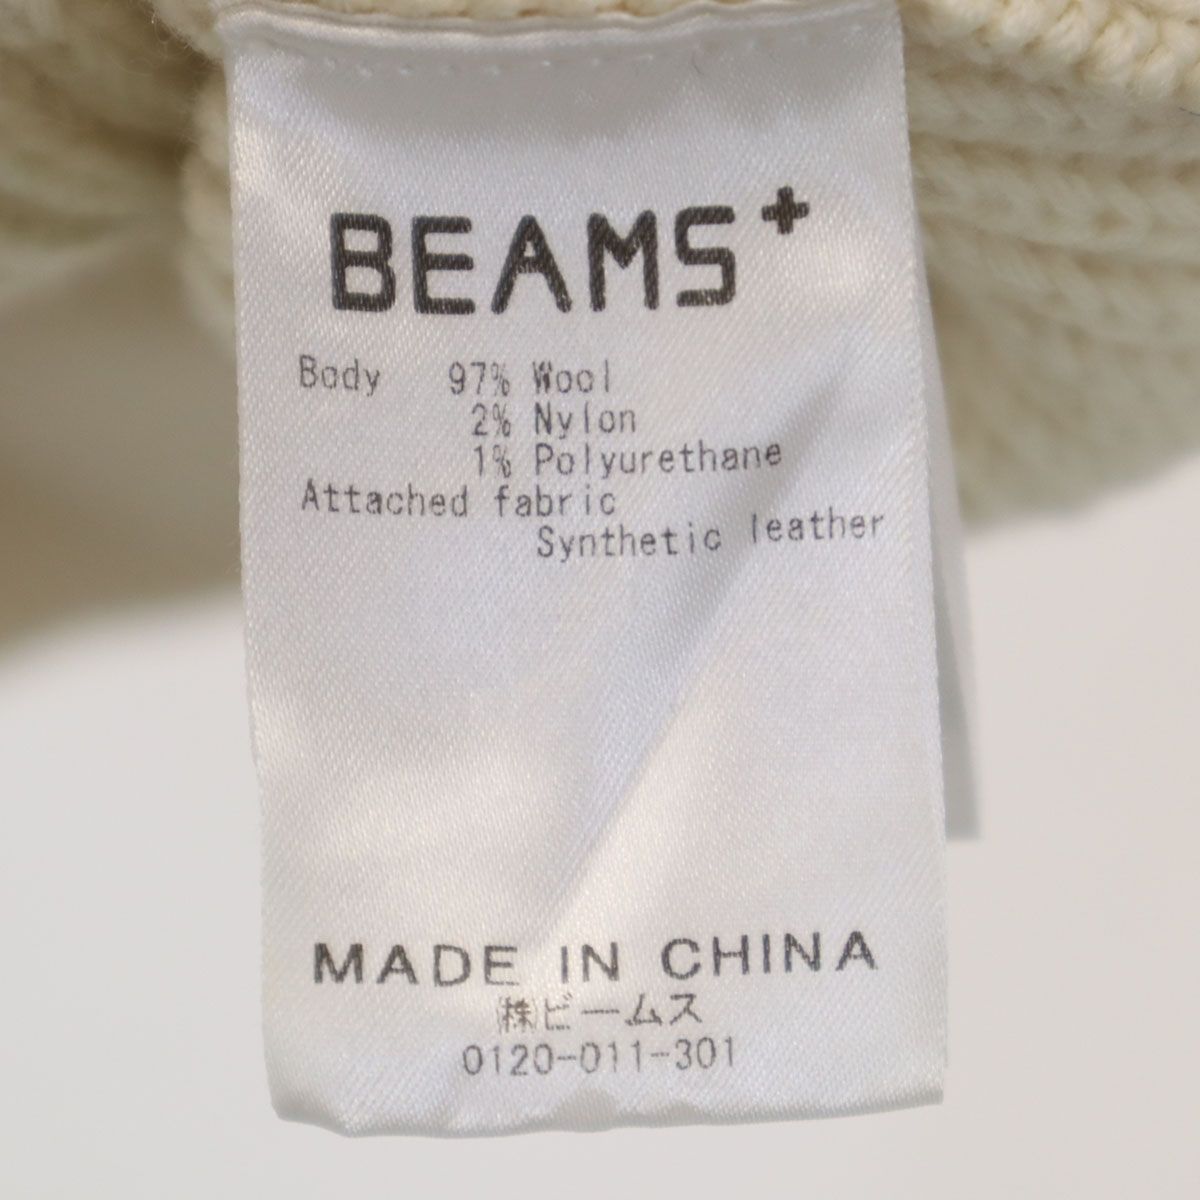 BEAMS+
Body 97% Wool
2% Nylon
1% Polyurethane
Attached fabric
Synthetic leather
MADE IN CHINA
㈱ビームス
0120-011-301